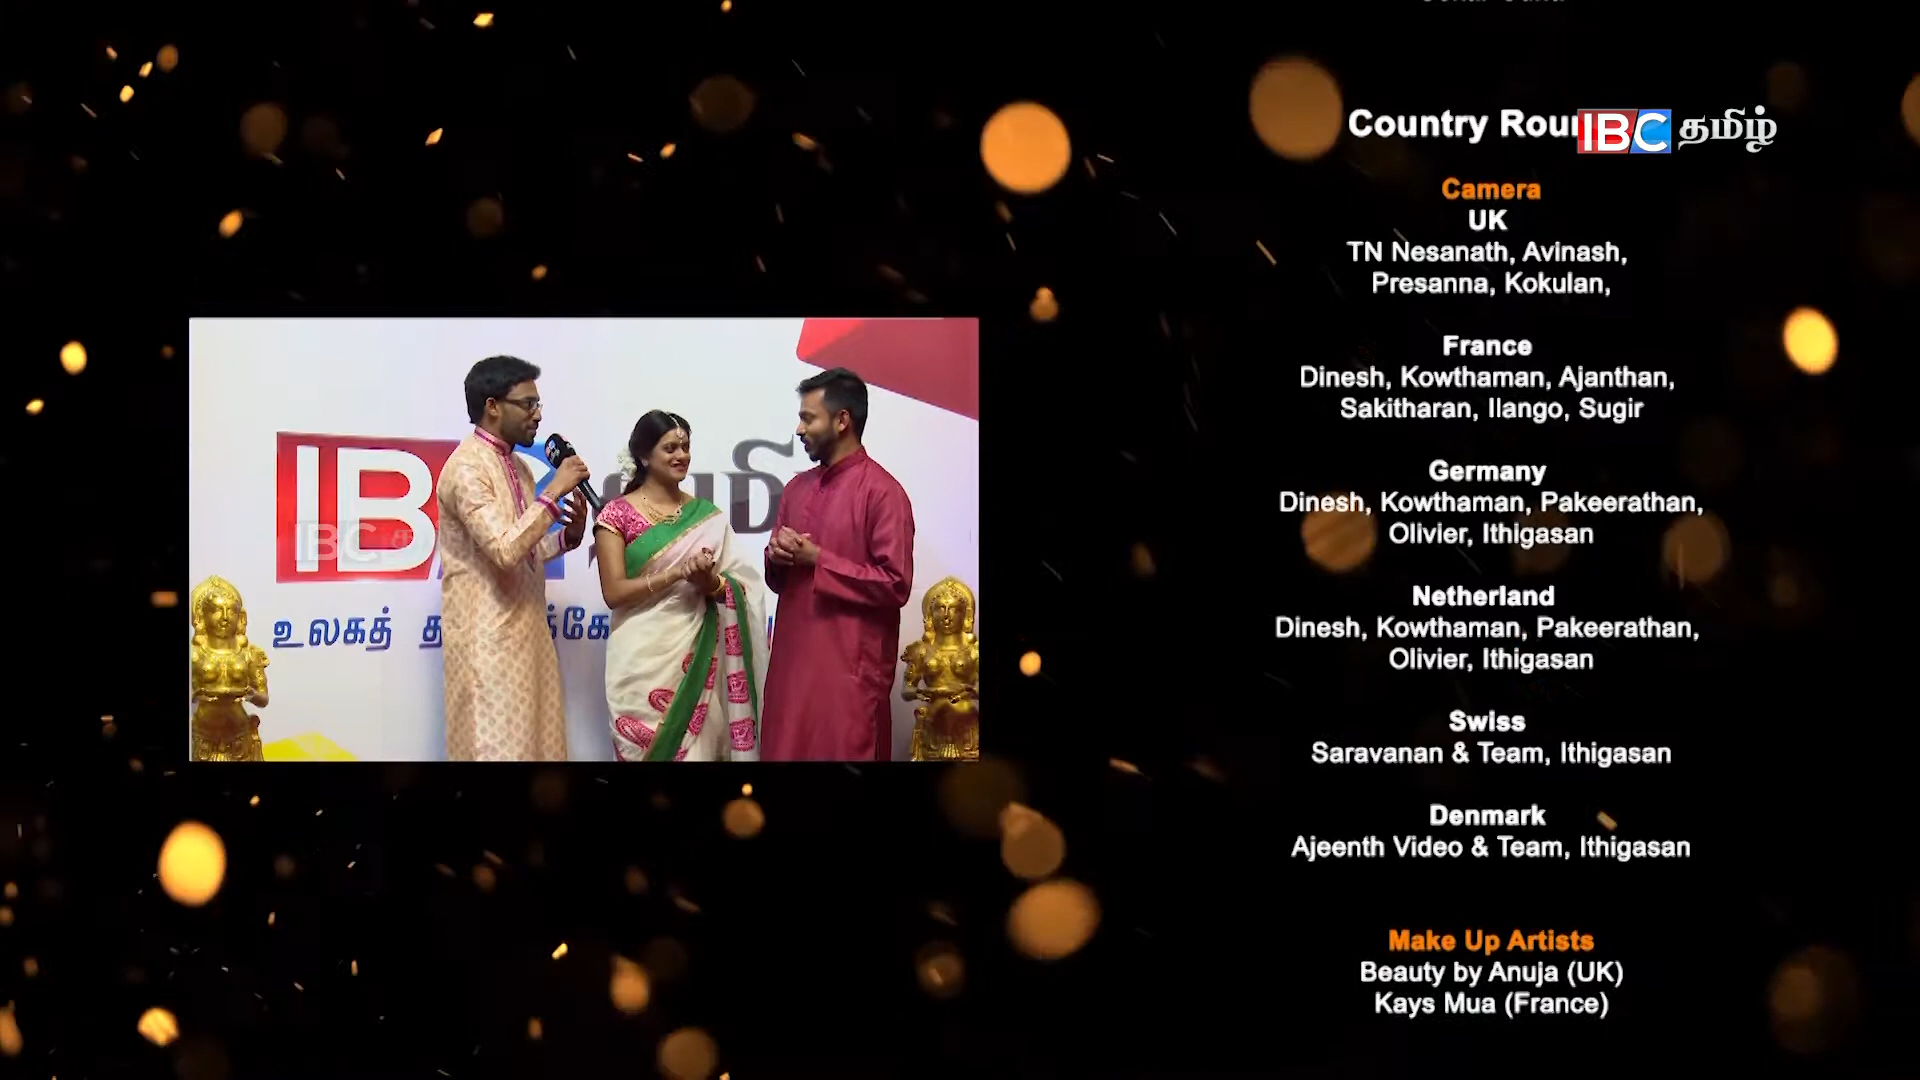 Country Rou
IBC தமிழ்
Camera
UK
TN Nesanath, Avinash,
Presanna, Kokulan,
France
Dinesh, Kowthaman, Ajanthan,
Sakitharan, Ilango, Sugir
Germany
Dinesh, Kowthaman, Pakeerathan,
Olivier, Ithigasan
Netherland
Dinesh, Kowthaman, Pakeerathan,
Olivier, Ithigasan
Swiss
Saravanan & Team, Ithigasan
Denmark
Ajeenth Video & Team, Ithigasan
Make Up Artists
Beauty by Anuja (UK)
Kays Mua (France)
IBC
IBC
உலகத்